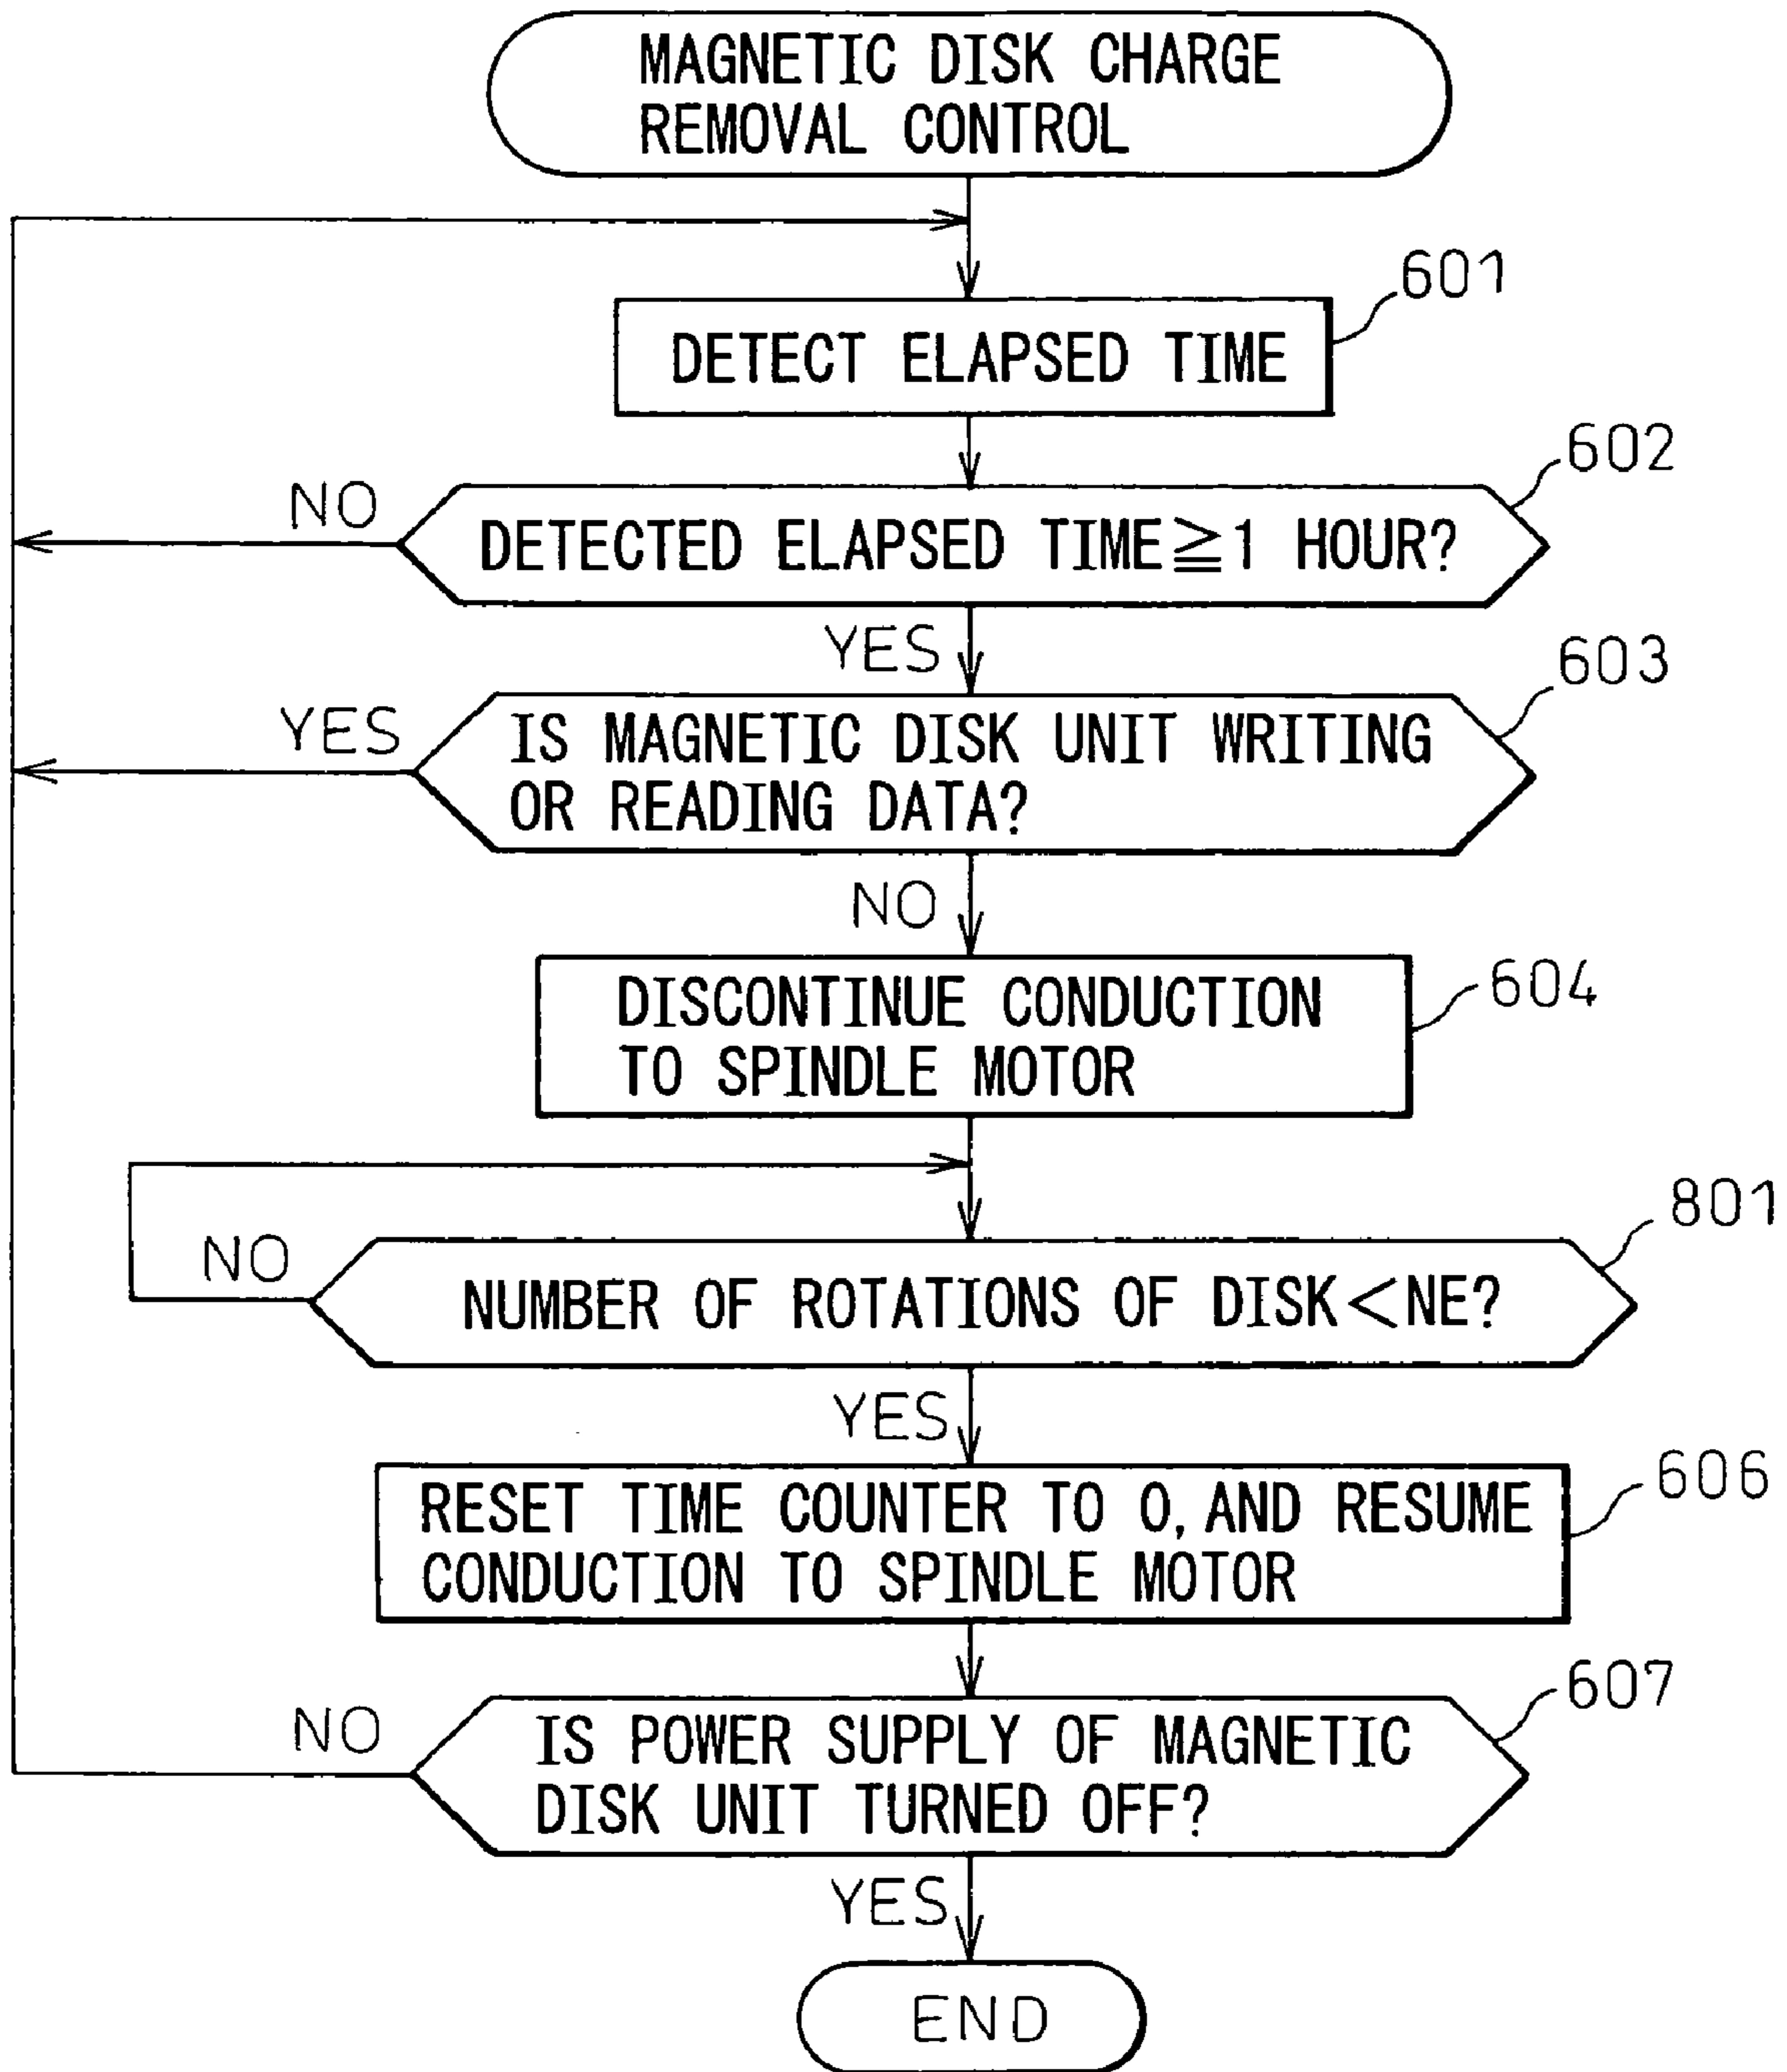 MAGNETIC DISK CHARGE
REMOVAL CONTROL
601
DETECT ELAPSED TIME
602
NO
DETECTED ELAPSED TIME≧1 HOUR?
YES
603
YES
IS MAGNETIC DISK UNIT WRITING
OR READING DATA?
NO
604
DISCONTINUE CONDUCTION
TO SPINDLE MOTOR
801
NO
NUMBER OF ROTATIONS OF DISK<NE?
YES
606
RESET TIME COUNTER TO 0, AND RESUME
CONDUCTION TO SPINDLE MOTOR
607
NO
IS POWER SUPPLY OF MAGNETIC
DISK UNIT TURNED OFF?
YES
END